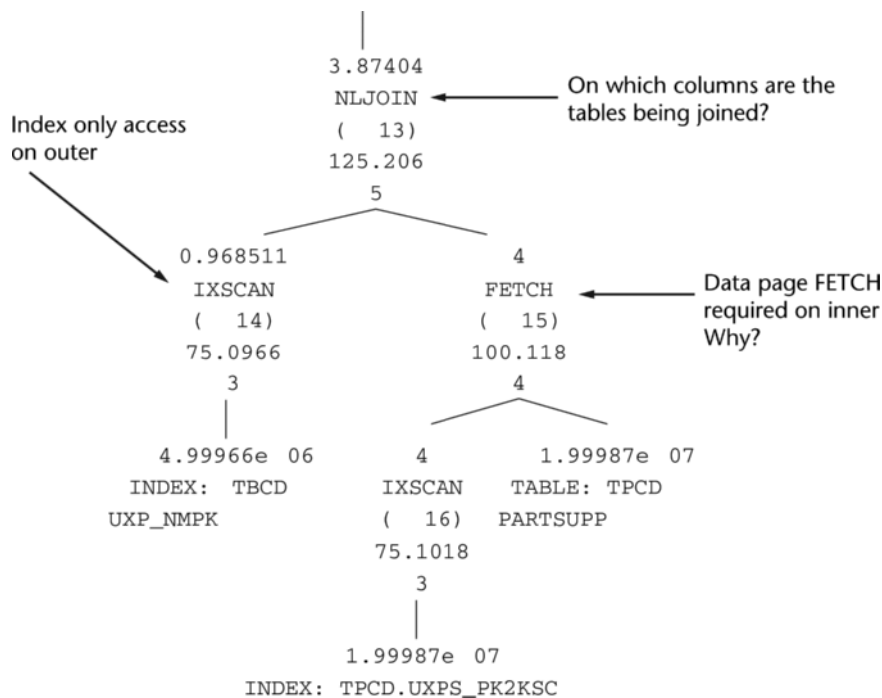 3.87404
NLJOIN
( 13)
125.206
5
On which columns are the
tables being joined?
Index only access
on outer
0.968511
IXSCAN
( 14)
75.0966
3
4
FETCH
( 15)
100.118
4
Data page FETCH
required on inner
Why?
4.99966e 06
INDEX: TBCD
UXP_NMPK
4
IXSCAN
( 16)
75.1018
3
1.99987e 07
TABLE: TPCD
PARTSUPP
1.99987e 07
INDEX: TPCD.UXPS_PK2KSC